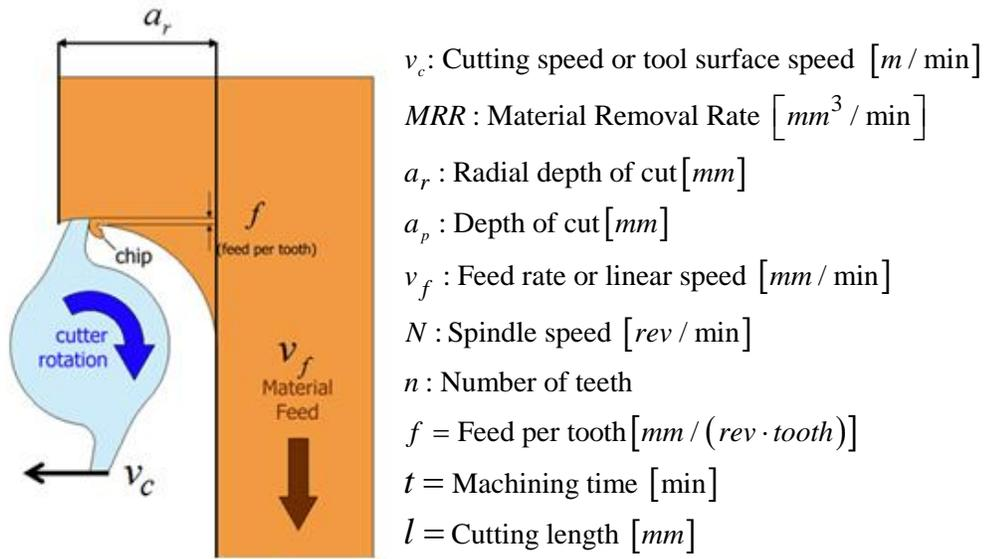 a_r
f
(feed per tooth)
chip
cutter
rotation
v_f
Material
Feed
v_c
v_c: Cutting speed or tool surface speed [m / min]
MRR : Material Removal Rate [mm^3 / min]
a_r : Radial depth of cut [mm]
a_p : Depth of cut [mm]
v_f : Feed rate or linear speed [mm / min]
N : Spindle speed [rev / min]
n : Number of teeth
f = Feed per tooth [mm / (rev · tooth)]
t = Machining time [min]
l = Cutting length [mm]